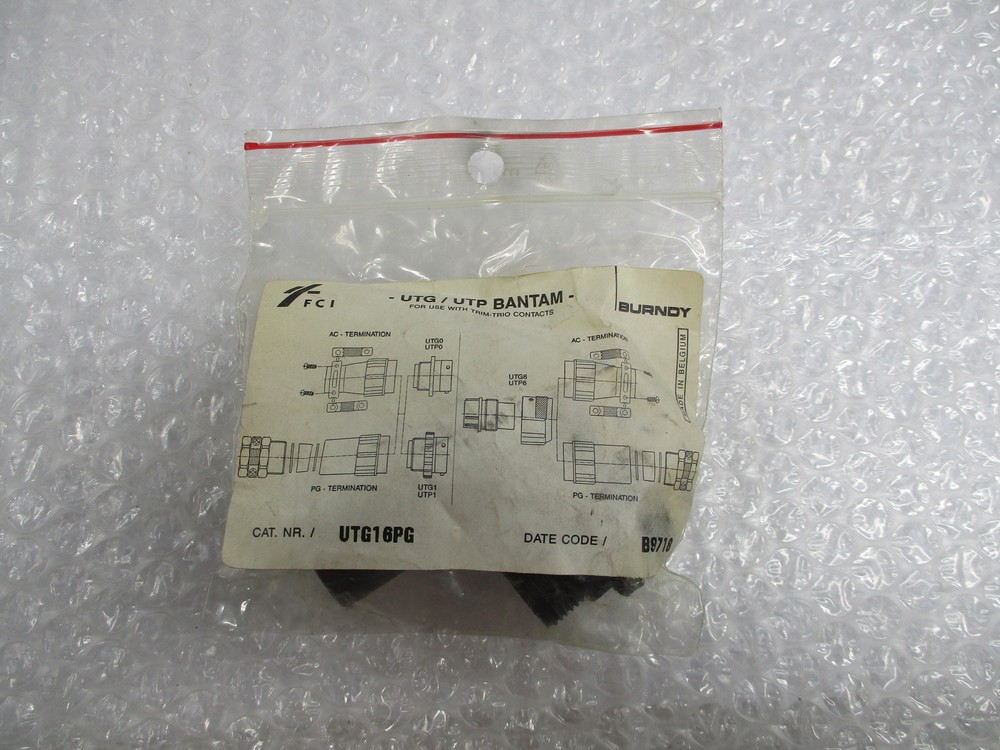 FCI
- UTG / UTP BANTAM -
FOR USE WITH TRIM-TRIO CONTACTS
BURNDY
MADE IN BELGIUM
AC - TERMINATION
UTG0
UTP0
UTG6
UTP6
AC - TERMINATION
PG - TERMINATION
UTG1
UTP1
PG - TERMINATION
CAT. NR. /
UTG16PG
DATE CODE /
B9718